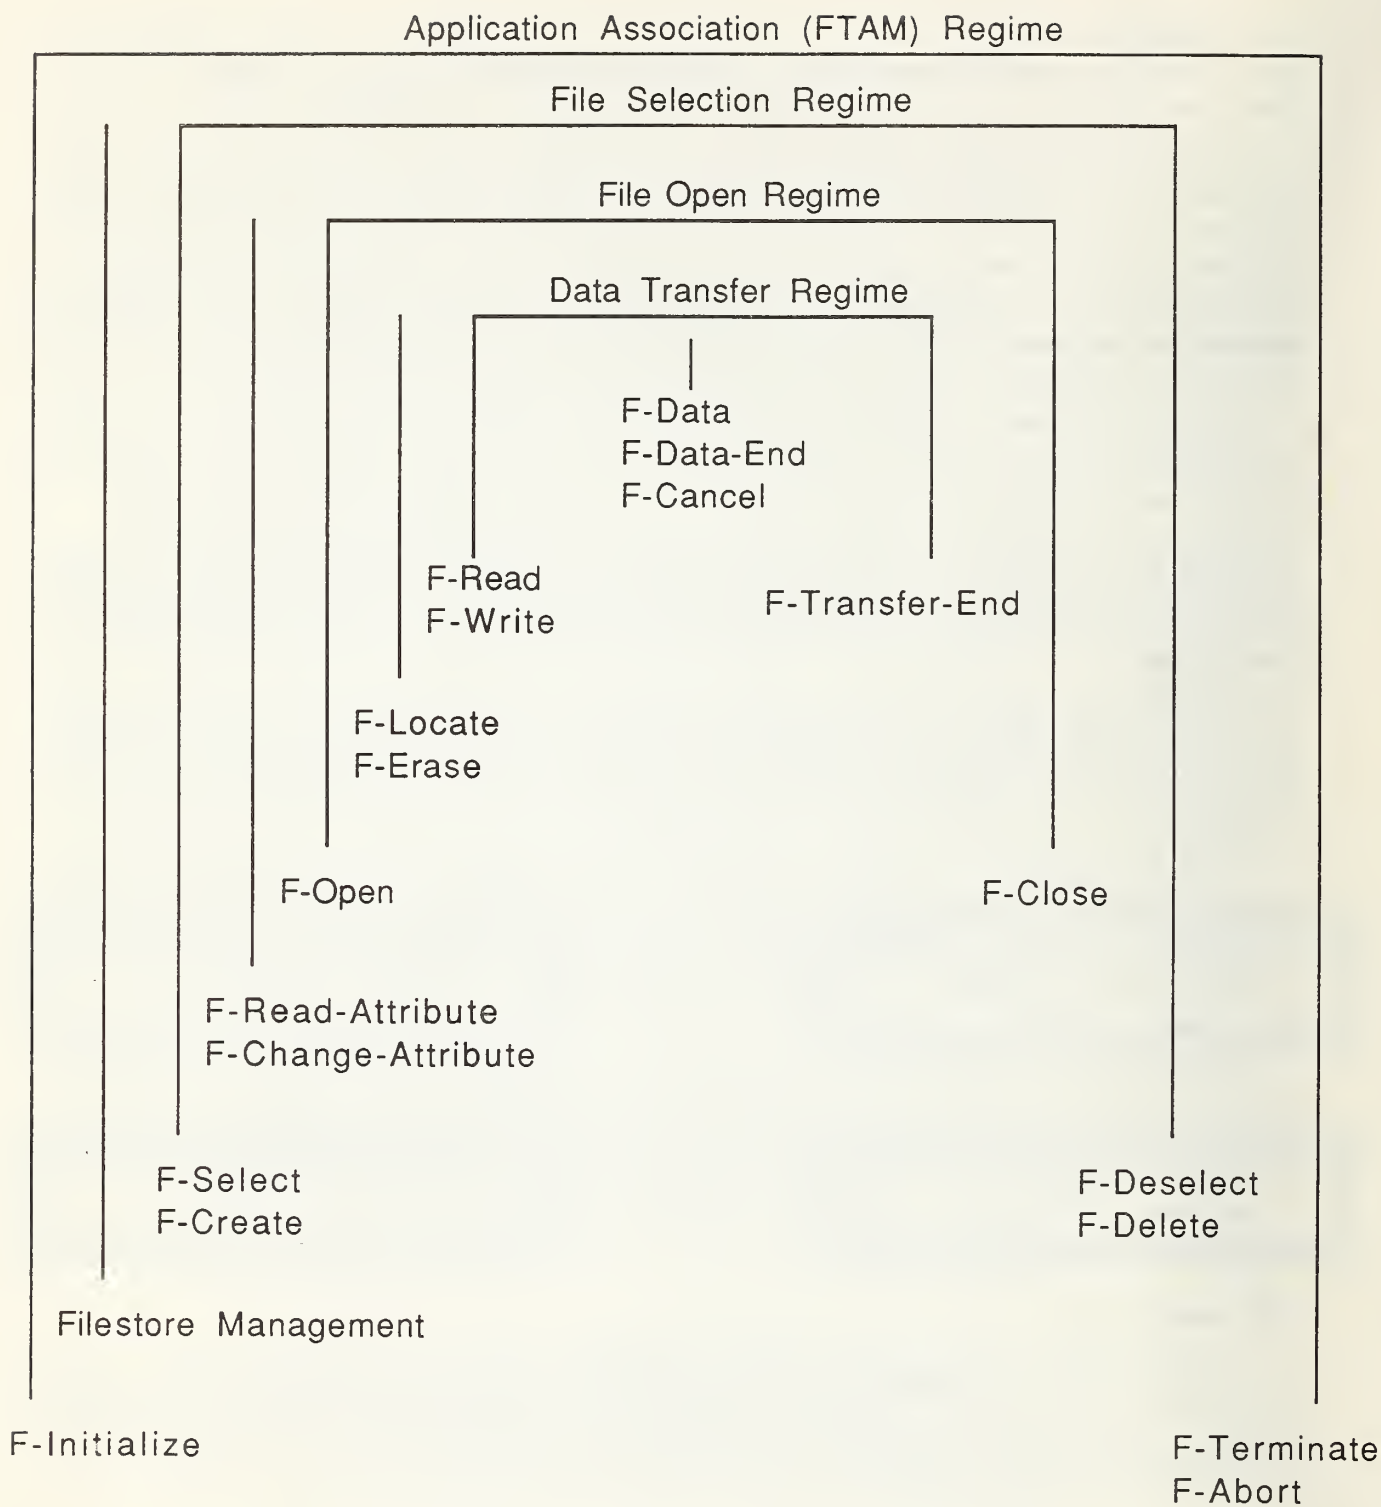 Application Association (FTAM) Regime
File Selection Regime
File Open Regime
Data Transfer Regime
F-Data
F-Data-End
F-Cancel
F-Read
F-Write
F-Transfer-End
F-Locate
F-Erase
F-Open
F-Close
F-Read-Attribute
F-Change-Attribute
F-Select
F-Create
F-Deselect
F-Delete
Filestore Management
F-Initialize
F-Terminate
F-Abort